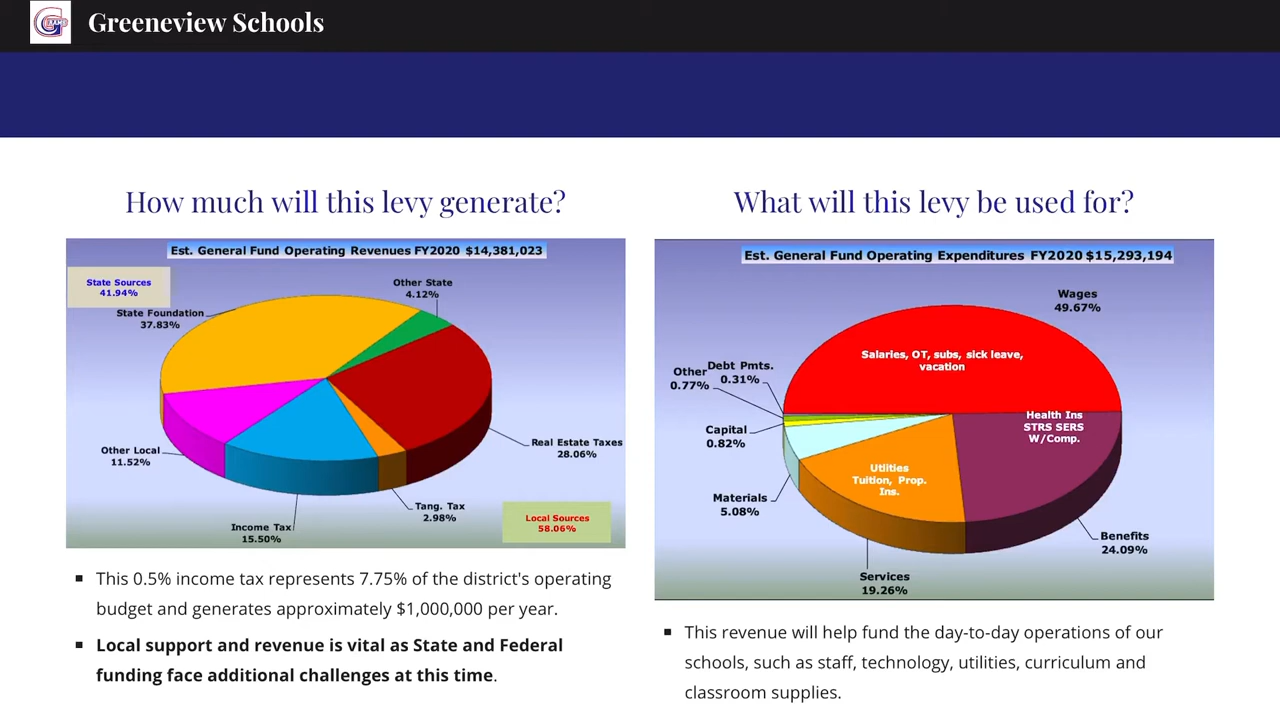 Greeneview Schools
How much will this levy generate?
Est. General Fund Operating Revenues FY2020 $14,381,023
State Sources
41.94%
Other State
4.12%
State Foundation
37.83%
Real Estate Taxes
28.06%
Other Local
11.52%
Tang. Tax
2.98%
Income Tax
15.50%
Local Sources
58.06%
▪ This 0.5% income tax represents 7.75% of the district's operating
budget and generates approximately $1,000,000 per year.
▪ Local support and revenue is vital as State and Federal
funding face additional challenges at this time.
What will this levy be used for?
Est. General Fund Operating Expenditures FY2020 $15,293,194
Wages
49.67%
Salaries, OT, subs, sick leave,
vacation
Debt Pmts.
0.31%
Other
0.77%
Health Ins
STRS SERS
W/Comp.
Capital
0.82%
Utlities
Tuition, Prop.
Ins.
Materials
5.08%
Benefits
24.09%
Services
19.26%
▪ This revenue will help fund the day-to-day operations of our
schools, such as staff, technology, utilities, curriculum and
classroom supplies.